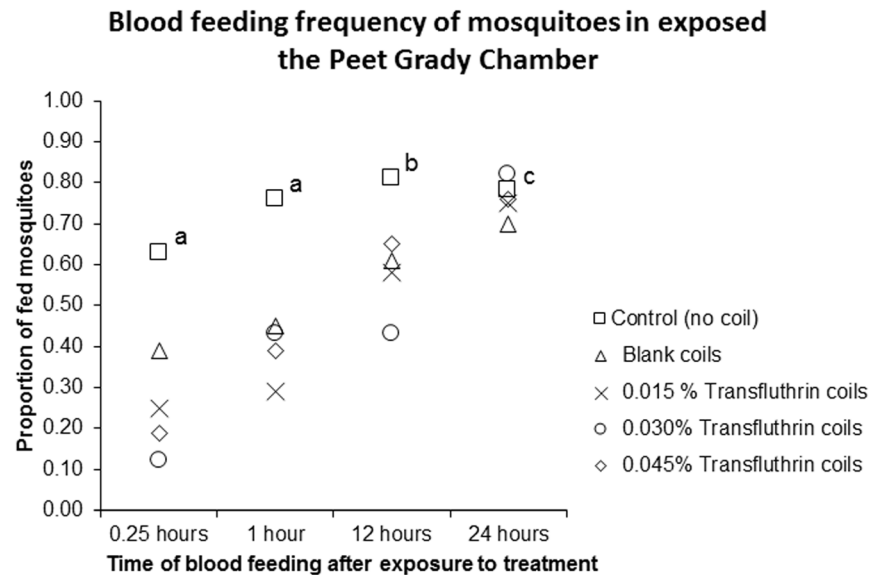 Blood feeding frequency of mosquitoes in exposed
the Peet Grady Chamber
1.00
0.90
0.80
0.70
0.60
0.50
0.40
0.30
0.20
0.10
0.00
Proportion of fed mosquitoes
a
a
b
c
0.25 hours 1 hour 12 hours 24 hours
Time of blood feeding after exposure to treatment
Control (no coil)
Blank coils
0.015 % Transfluthrin coils
0.030% Transfluthrin coils
0.045% Transfluthrin coils